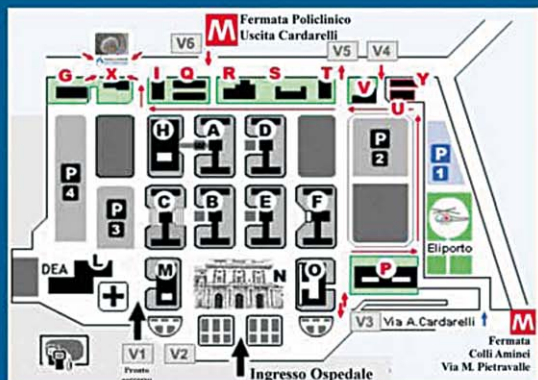 M Fermata Policlinico
Uscita Cardarelli
V6
V5
V4
G
X
I
Q
R
S
T
V
Y
U
H
A
D
P
4
P
2
P
1
C
B
E
F
P
3
Eliporto
DEA
L
M
N
O
P
V3 Via A.Cardarelli
M
Fermata
Colli Aminei
Via M. Pietravalle
V1
V2
Pronto
Ingresso Ospedale